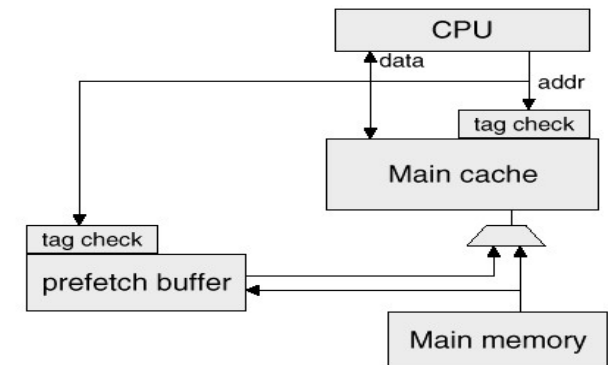 CPU
data
addr
tag check
Main cache
tag check
prefetch buffer
Main memory